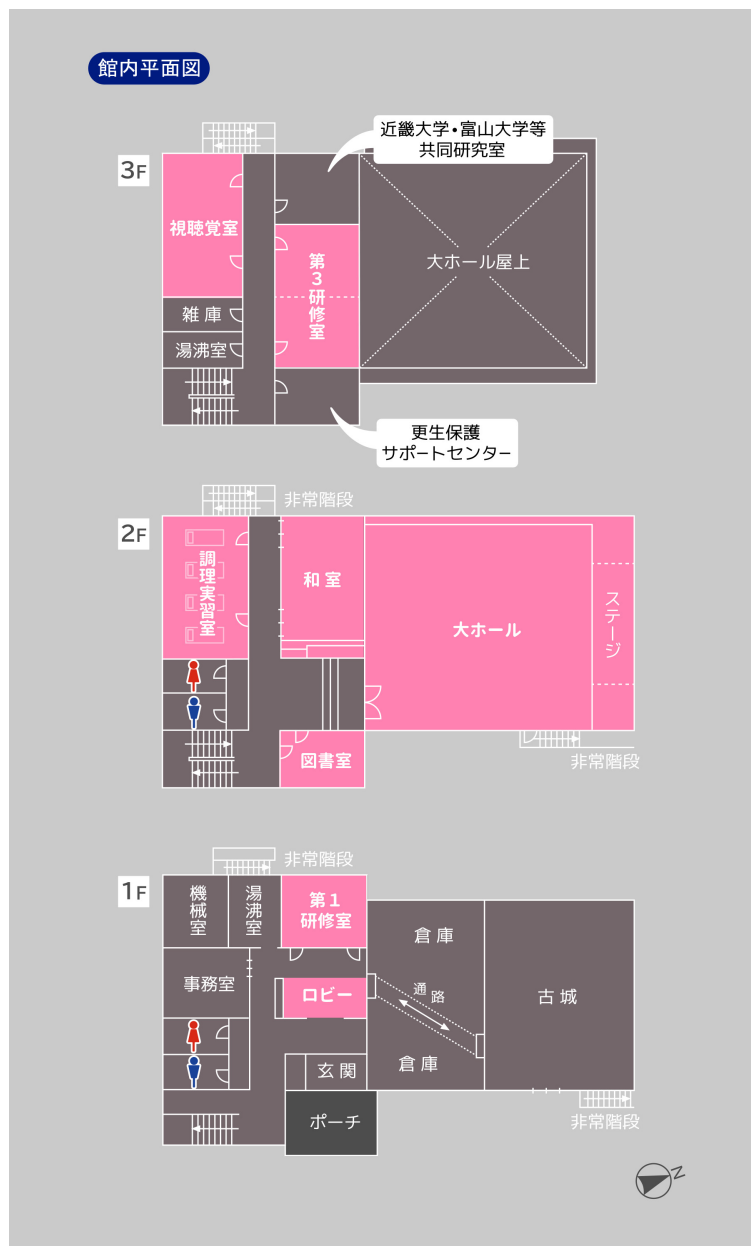 館内平面図
近畿大学・富山大学等
共同研究室
3F
視聴覚室
第3研修室
大ホール屋上
雑庫
湯沸室
更生保護
サポートセンター
非常階段
2F
調理実習室
和室
大ホール
ステージ
図書室
非常階段
非常階段
1F
機械室
湯沸室
第1
研修室
倉庫
事務室
ロビー
通路
古城
倉庫
玄関
ポーチ
非常階段
N